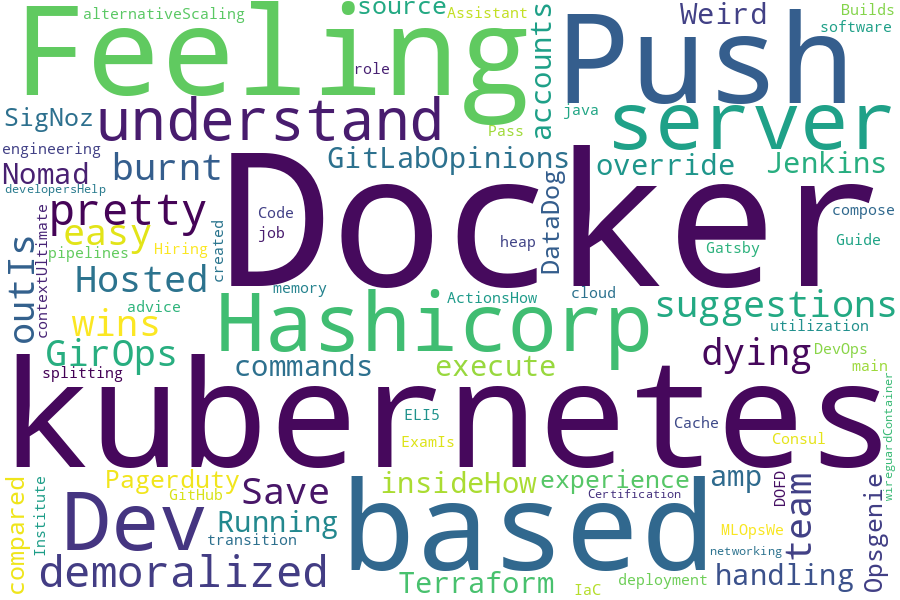 alternativeScaling
source
Assistant
Weird
Builds
software
Feeling
Push
role
accounts
java
SigNoz
understand
Pass
server
engineering
GitLabOpinions
override
Jenkins
Nomad
burnt
developersHelp
Docker
DataDog
pretty
Code
compose
contextUltimate
easy
job
heap
Gatsby
Guide
pipelines
Hiring
created
outIs
Hosted
memory
ActionsHow
cloud
suggestions
advice
Hashicorp
wins
utilization
GirOps
dying
DevOps
commands
execute
main
splitting
kubernetes
wireguardContainer
ELI5
Cache
ExamIs
Consul
compared
Institute
Pagerduty
GitHub
Save
insideHow
experience
amp
DOFD
team
Opsgenie
Dev
based
Certification
Running
MLOpsWe
transition
networking
demoralized
Terraform
IaC
deployment
handling